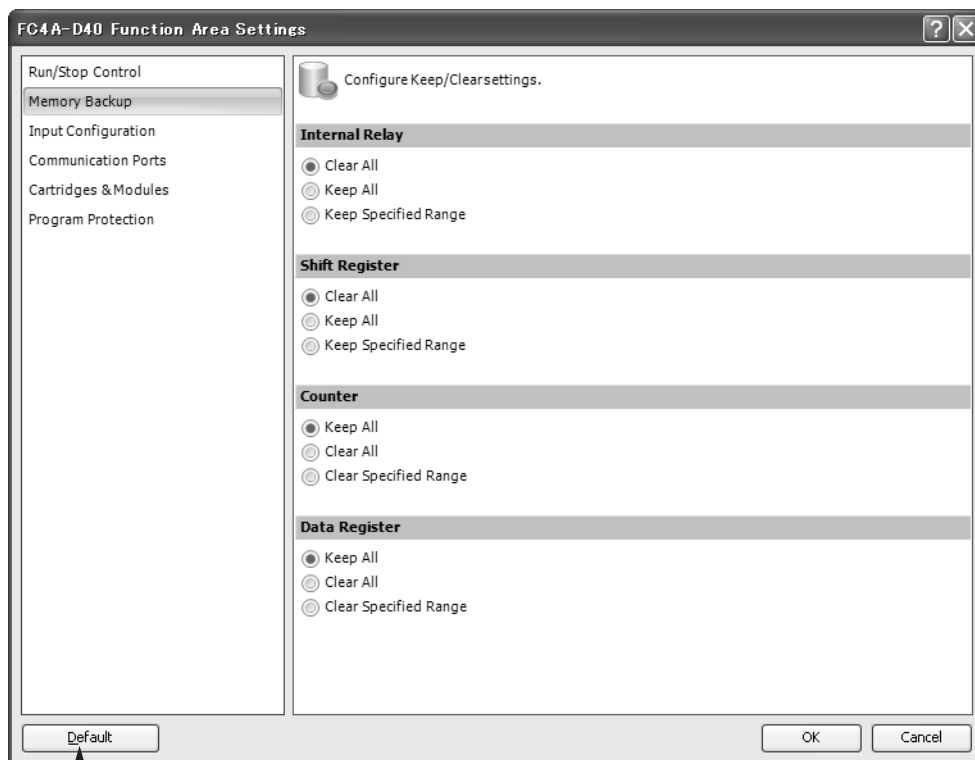 FC4A-D40 Function Area Settings
Run/Stop Control
Memory Backup
Input Configuration
Communication Ports
Cartridges & Modules
Program Protection
Configure Keep/Clearsettings.
Internal Relay
Clear All
Keep All
Keep Specified Range
Shift Register
Clear All
Keep All
Keep Specified Range
Counter
Keep All
Clear All
Clear Specified Range
Data Register
Keep All
Clear All
Clear Specified Range
Default
OK
Cancel